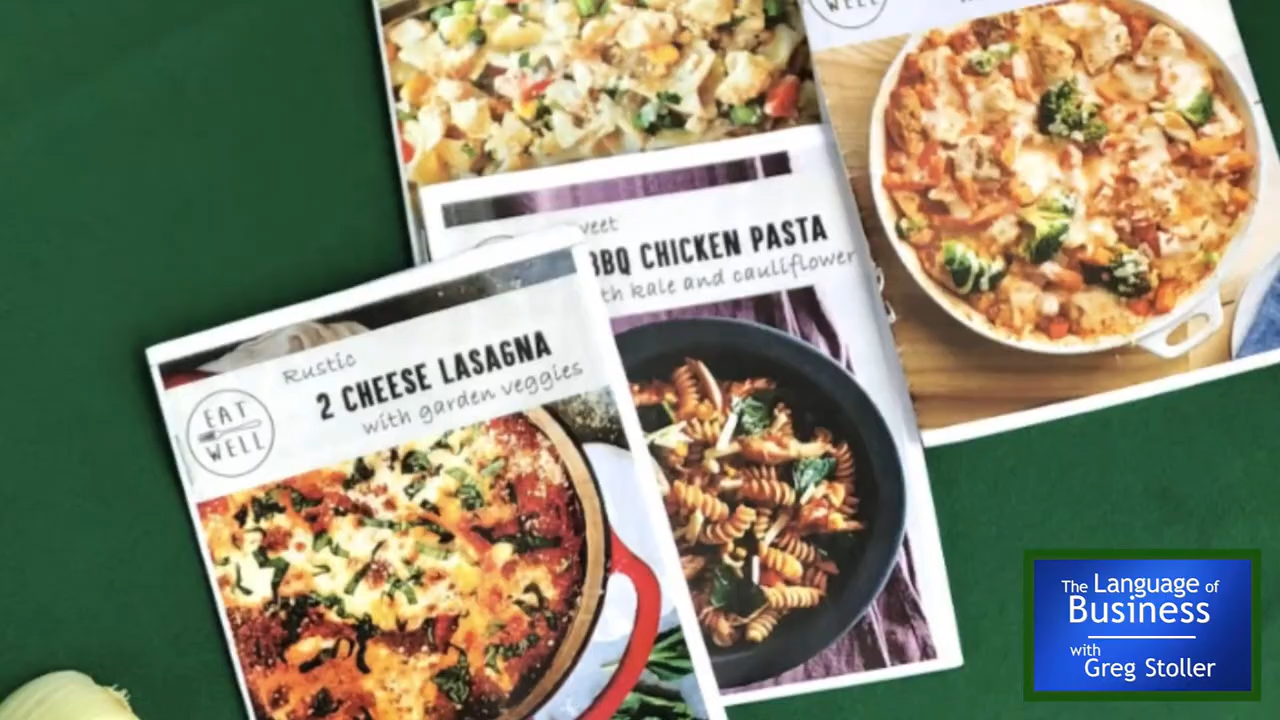 WELL
BBQ CHICKEN PASTA
with kale and cauliflower
Rustic
2 CHEESE LASAGNA
with garden veggies
EAT
WELL
The Language of
Business
with
Greg Stoller